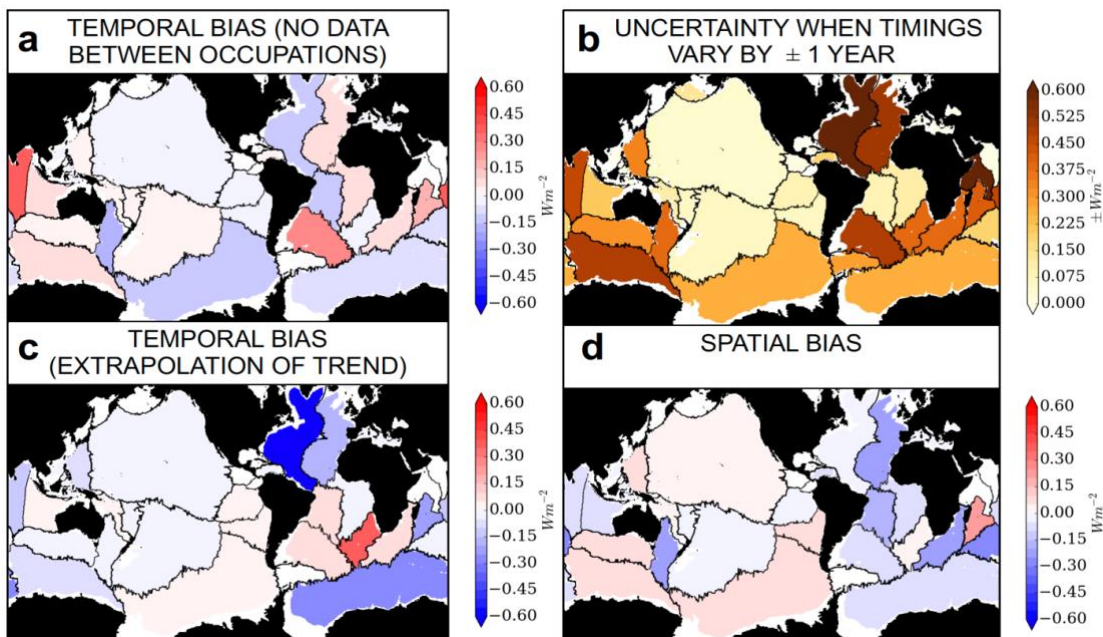 a
TEMPORAL BIAS (NO DATA
BETWEEN OCCUPATIONS)
0.60
0.45
0.30
0.15
0.00
−0.15
−0.30
−0.45
−0.60
Wm⁻²
b
UNCERTAINTY WHEN TIMINGS
VARY BY ± 1 YEAR
0.600
0.525
0.450
0.375
0.300
0.225
0.150
0.075
0.000
±Wm⁻²
c
TEMPORAL BIAS
(EXTRAPOLATION OF TREND)
0.60
0.45
0.30
0.15
0.00
−0.15
−0.30
−0.45
−0.60
Wm⁻²
d
SPATIAL BIAS
0.60
0.45
0.30
0.15
0.00
−0.15
−0.30
−0.45
−0.60
Wm⁻²